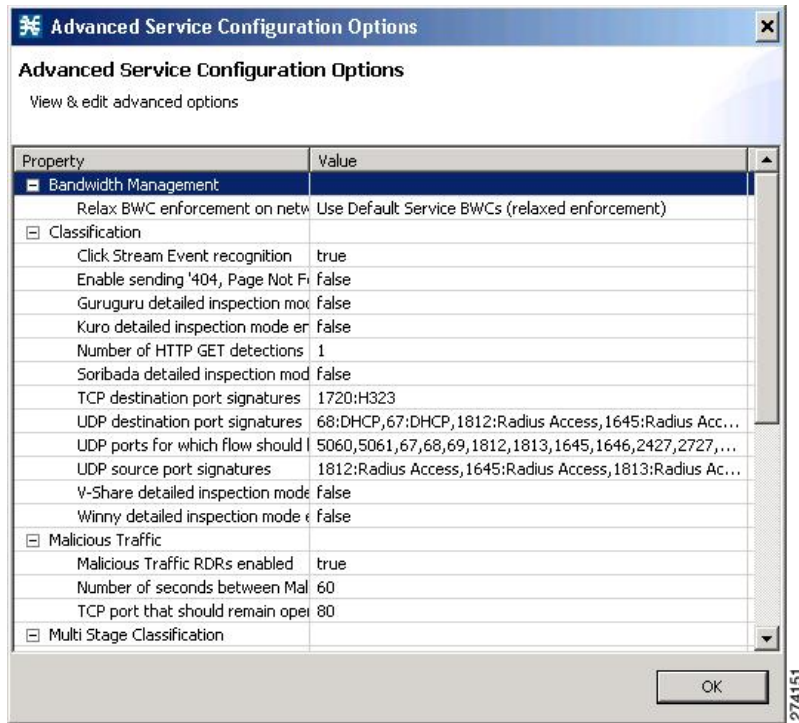 Advanced Service Configuration Options
Advanced Service Configuration Options
View & edit advanced options
Property Value
Bandwidth Management
Relax BWC enforcement on netw Use Default Service BWCs (relaxed enforcement)
Classification
Click Stream Event recognition true
Enable sending '404, Page Not F false
Guruguru detailed inspection mod false
Kuro detailed inspection mode en false
Number of HTTP GET detections 1
Soribada detailed inspection mod false
TCP destination port signatures 1720:H323
UDP destination port signatures 68:DHCP,67:DHCP,1812:Radius Access,1645:Radius Acc...
UDP ports for which flow should 5060,5061,67,68,69,1812,1813,1645,1646,2427,2727,...
UDP source port signatures 1812:Radius Access,1645:Radius Access,1813:Radius Ac...
V-Share detailed inspection mode false
Winny detailed inspection mode false
Malicious Traffic
Malicious Traffic RDRs enabled true
Number of seconds between Mal 60
TCP port that should remain open 80
Multi Stage Classification
OK
274151